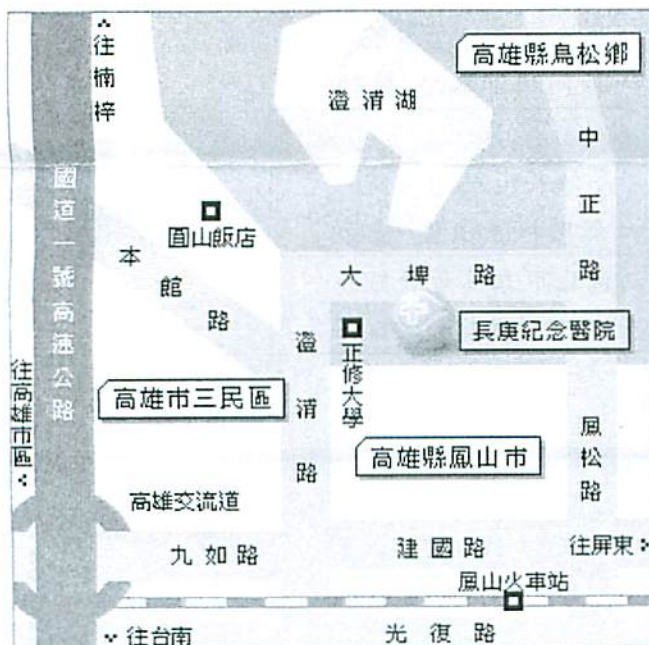 往楠梓
高雄縣鳥松鄉
澄清湖
中正路
國道一號高速公路
圓山飯店
本館路
大埤路
長庚紀念醫院
正修大學
澄清路
往高雄市區
高雄市三民區
高雄縣鳳山市
鳳松路
高雄交流道
九如路
建國路
往屏東
鳳山火車站
往台南
光復路